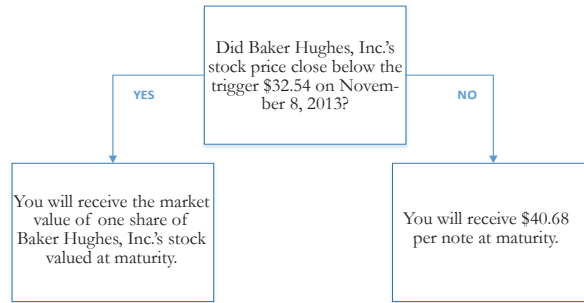 Did Baker Hughes, Inc.'s
stock price close below the
trigger $32.54 on Novem-
ber 8, 2013?
YES
NO
You will receive the market
value of one share of
Baker Hughes, Inc.'s stock
valued at maturity.
You will receive $40.68
per note at maturity.